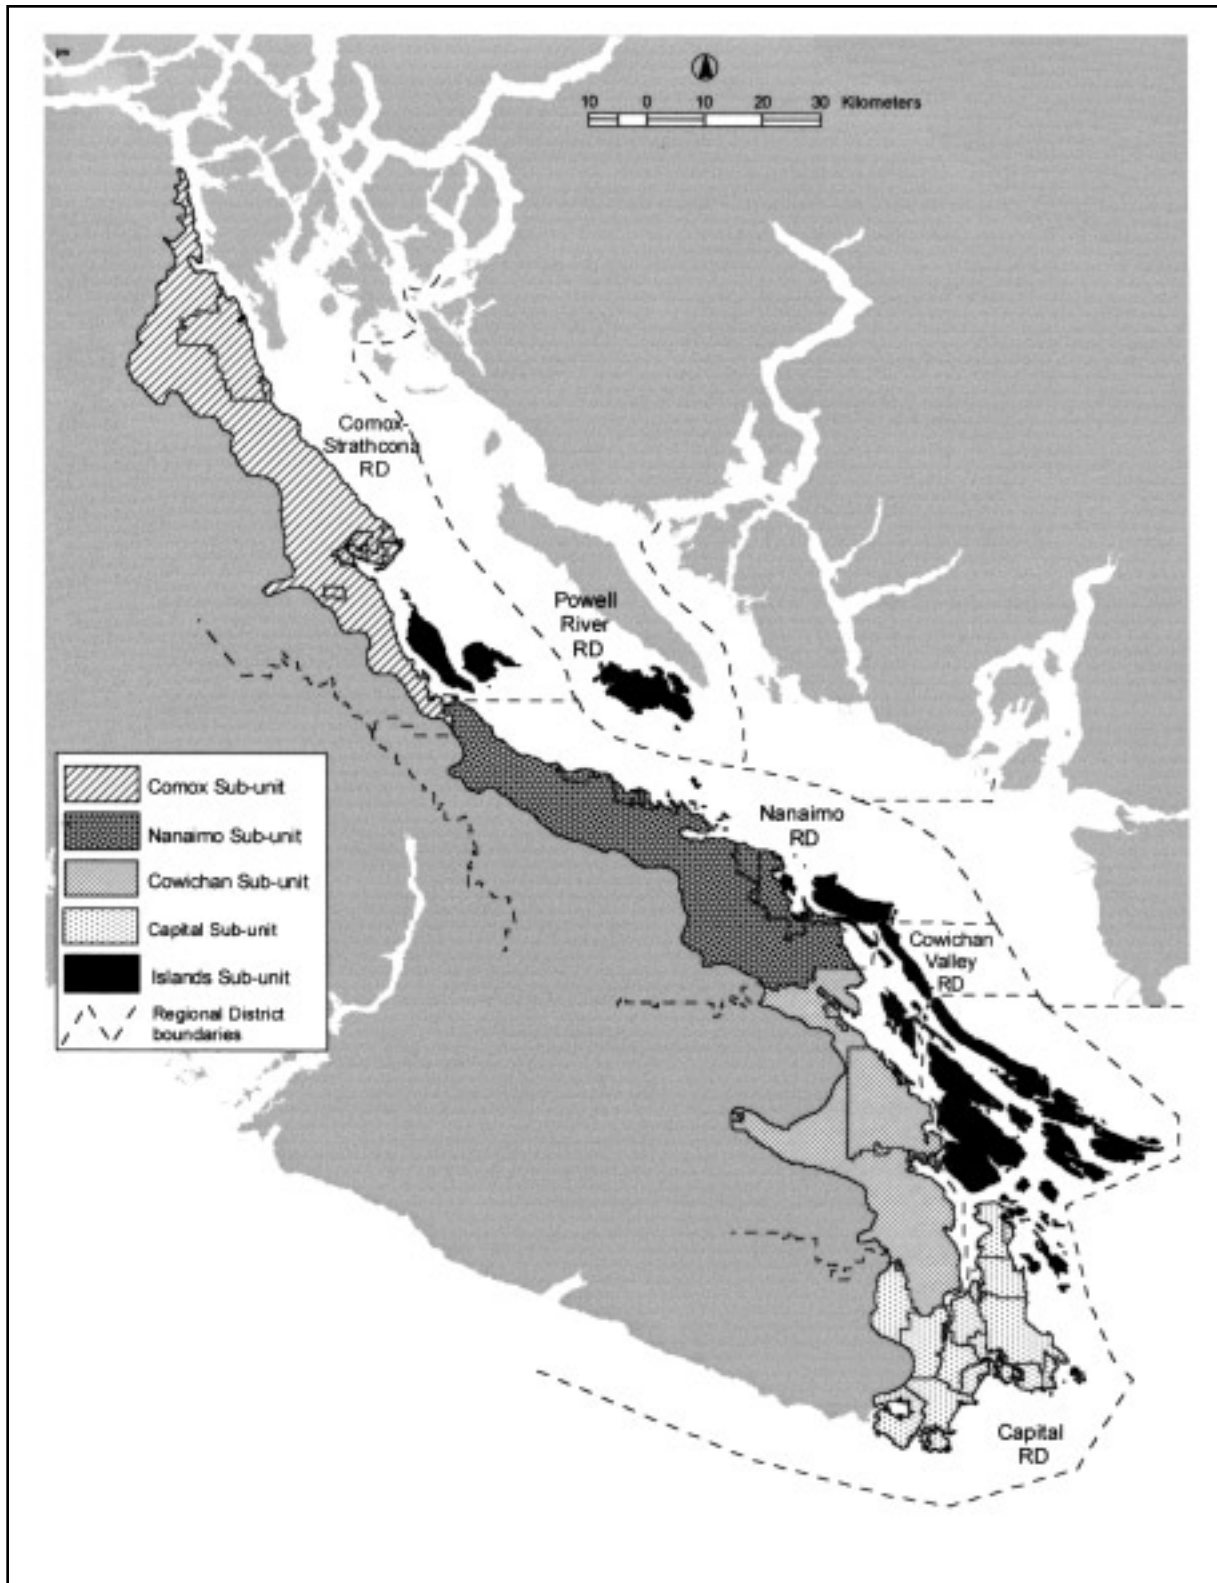 10 0 10 20 30 Kilometers
Comox-
Strathcona
RD
Powell
River
RD
Nanaimo
RD
Cowichan
Valley
RD
Comox Sub-unit
Nanaimo Sub-unit
Cowichan Sub-unit
Capital Sub-unit
Islands Sub-unit
Regional District
boundaries
Capital
RD